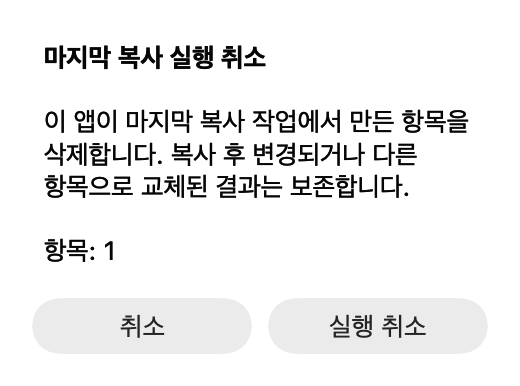 마지막 복사 실행 취소
이 앱이 마지막 복사 작업에서 만든 항목을
삭제합니다. 복사 후 변경되거나 다른
항목으로 교체된 결과는 보존합니다.
항목: 1
취소
실행 취소